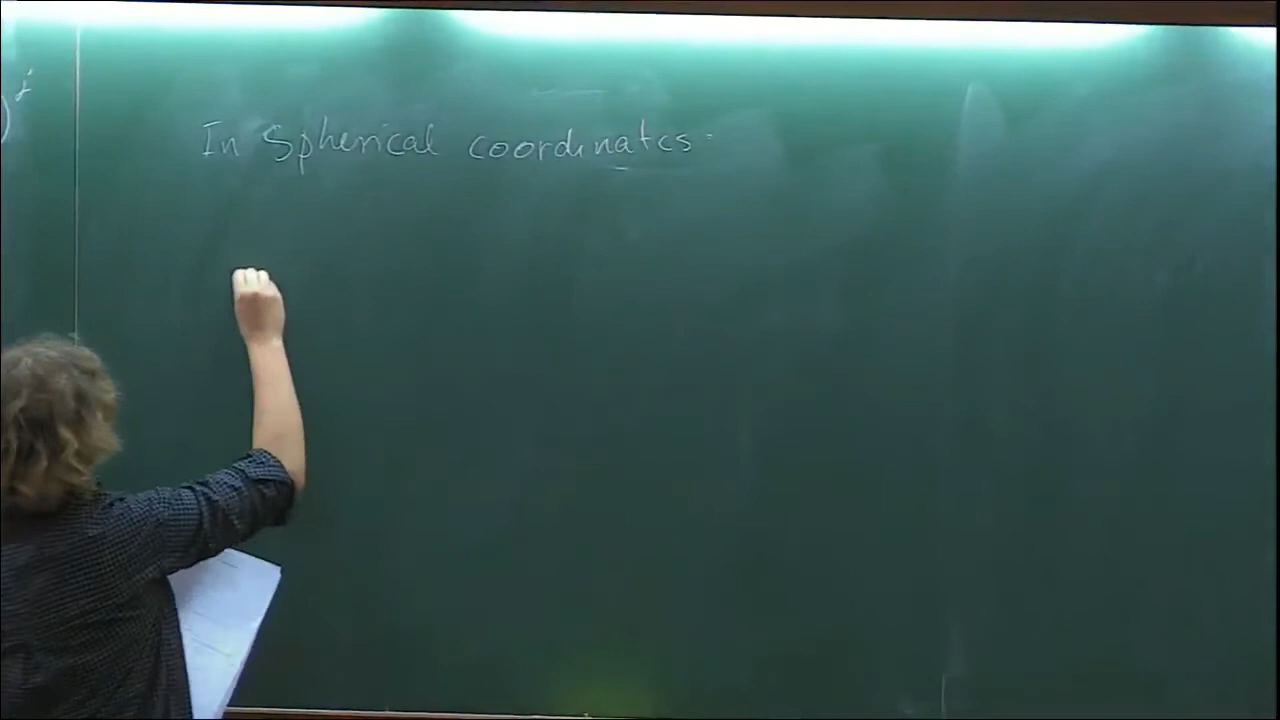 ) j
In Spherical coordinates-